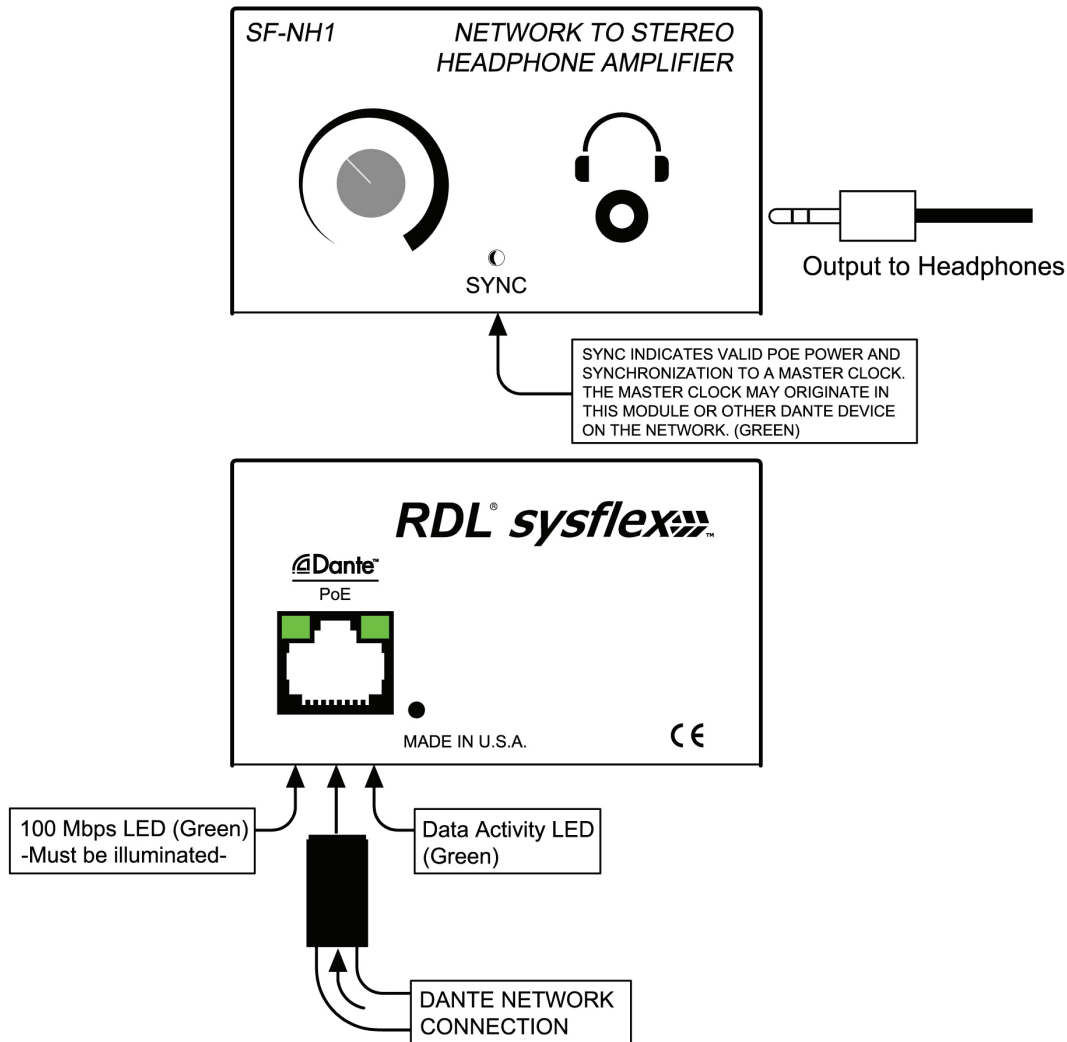 SF-NH1
NETWORK TO STEREO
HEADPHONE AMPLIFIER
SYNC
Output to Headphones
SYNC INDICATES VALID POE POWER AND
SYNCHRONIZATION TO A MASTER CLOCK.
THE MASTER CLOCK MAY ORIGINATE IN
THIS MODULE OR OTHER DANTE DEVICE
ON THE NETWORK. (GREEN)
RDL® sysflex™
Dante™
PoE
MADE IN U.S.A.
CE
100 Mbps LED (Green)
-Must be illuminated-
Data Activity LED
(Green)
DANTE NETWORK
CONNECTION